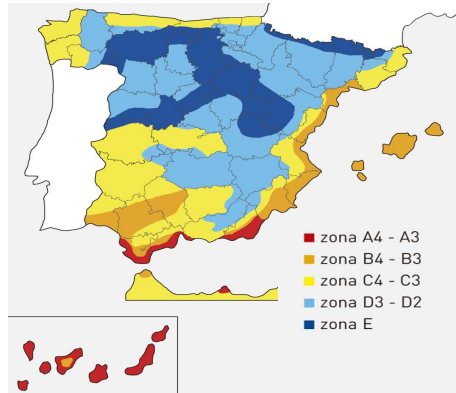 zona A4 - A3
zona B4 - B3
zona C4 - C3
zona D3 - D2
zona E